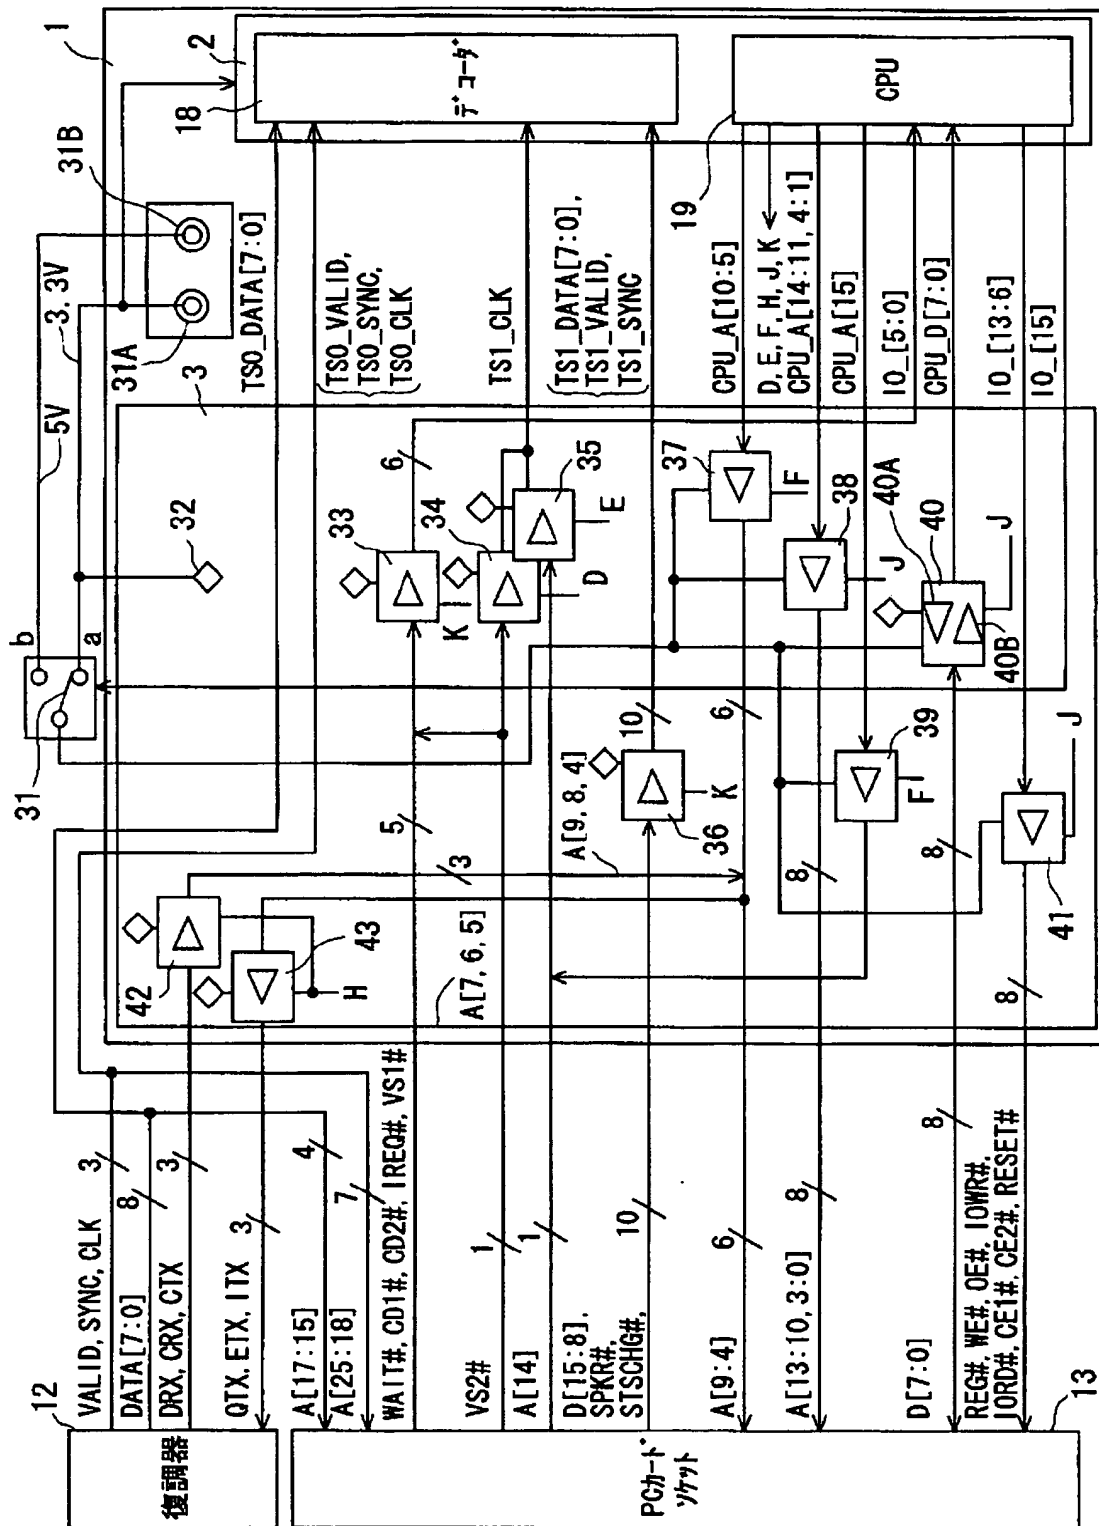 12
復調器
VALID, SYNC, CLK
3
DATA[7:0]
8
DRX, CRX, CTX
3
QTX, ETX, ITX
3
A[17:15]
4
A[25:18]
7
WAIT#, CD1#, CD2#, IREQ#, VS1#
5
VS2#
1
A[14]
1
D[15:8],
SPKR#,
STSCHG#,
10
A[9:4]
6
A[13:10, 3:0]
8
D[7:0]
8
REG#, WE#, OE#, IOWR#,
IORD#, CE1#, CE2#, RESET#
8
PCカード
ソケット
13
42
43
H
A[7, 6, 5]
3
A[9, 8, 4]
31
b
a
5V
3.3V
32
31A
31B
3
1
2
18
デコーダ
19
CPU
33
K
6
34
D
35
E
36
K
10
37
F
6
38
J
8
39
F
40
40A
40B
J
8
41
J
TS0_DATA[7:0]
TS0_VALID,
TS0_SYNC,
TS0_CLK
TS1_CLK
TS1_DATA[7:0],
TS1_VALID,
TS1_SYNC
CPU_A[10:5]
D, E, F, H, J, K
CPU_A[14:11, 4:1]
CPU_A[15]
IO_[5:0]
CPU_D[7:0]
IO_[13:6]
IO_[15]